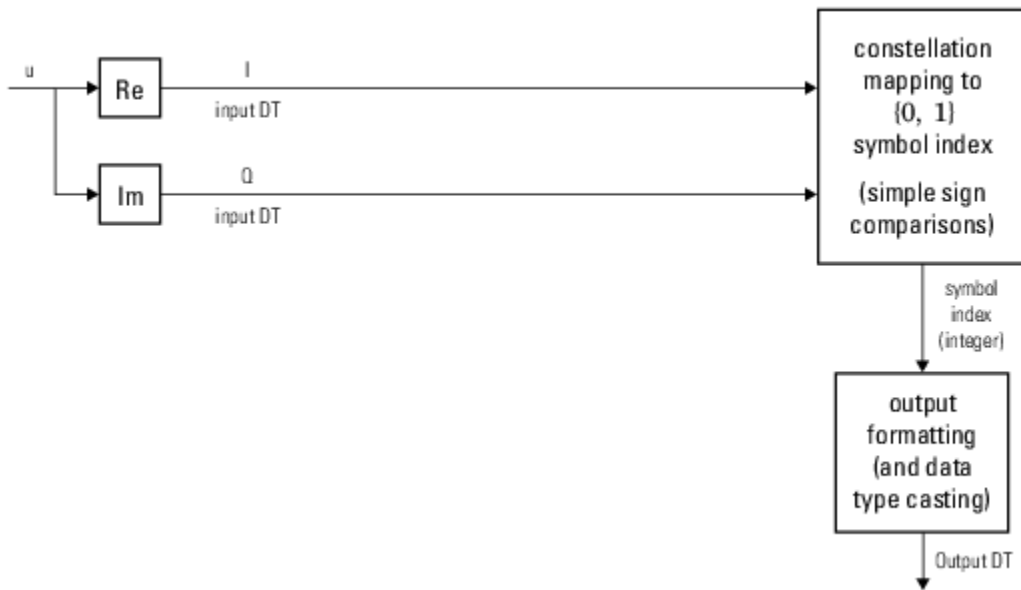 u
Re
I
input DT
Im
Q
input DT
constellation
mapping to
{0, 1}
symbol index
(simple sign
comparisons)
symbol
index
(integer)
output
formatting
(and data
type casting)
Output DT